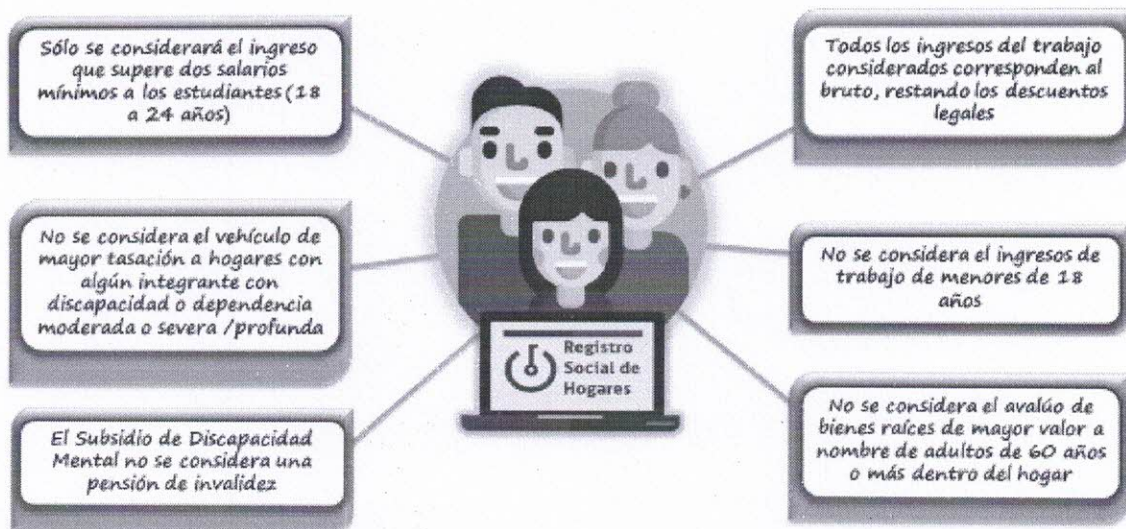 Sólo se considerará el ingreso
que supere dos salarios
mínimos a los estudiantes (18
a 24 años)
No se considera el vehículo de
mayor tasación a hogares con
algún integrante con
discapacidad o dependencia
moderada o severa /profunda
El Subsidio de Discapacidad
Mental no se considera una
pensión de invalidez
Registro
Social de
Hogares
Todos los ingresos del trabajo
considerados corresponden al
bruto, restando los descuentos
legales
No se considera el ingresos de
trabajo de menores de 18
años
No se considera el avalúo de
bienes raíces de mayor valor a
nombre de adultos de 60 años
o más dentro del hogar